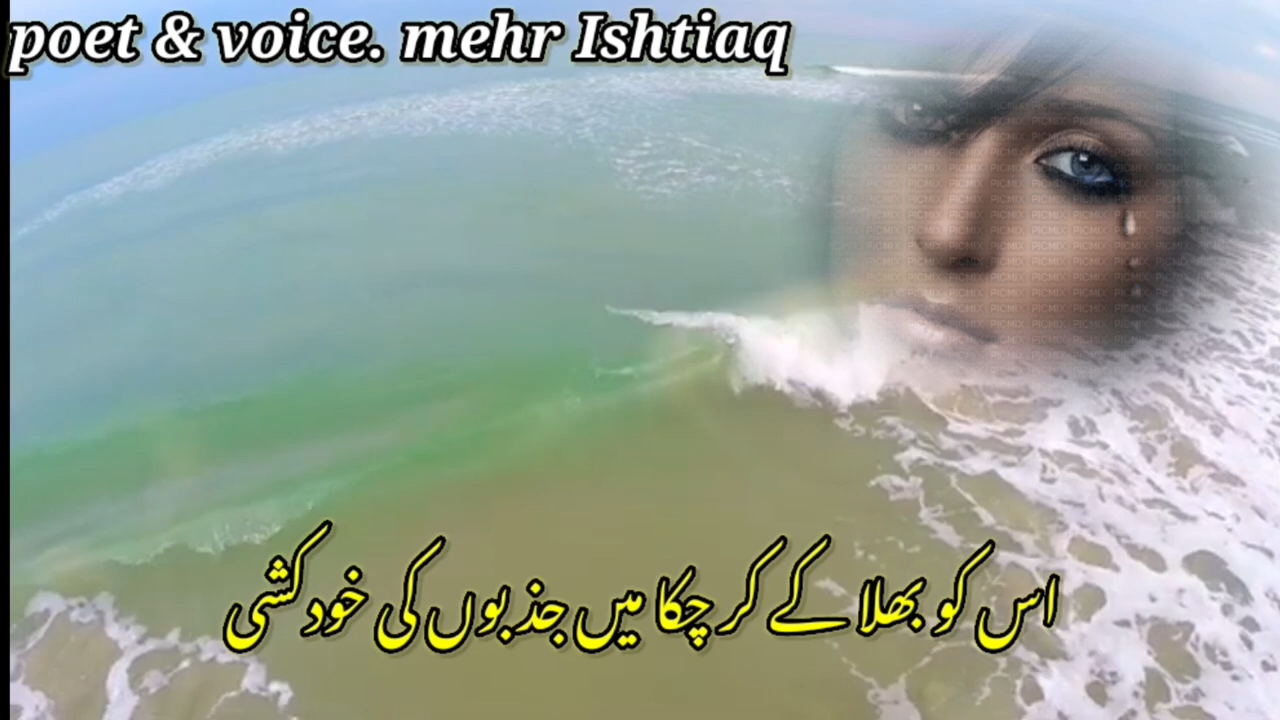 poet & voice. mehr Ishtiaq
اس کو بھلا کے کر چکا میں جذبوں کی خودکشی